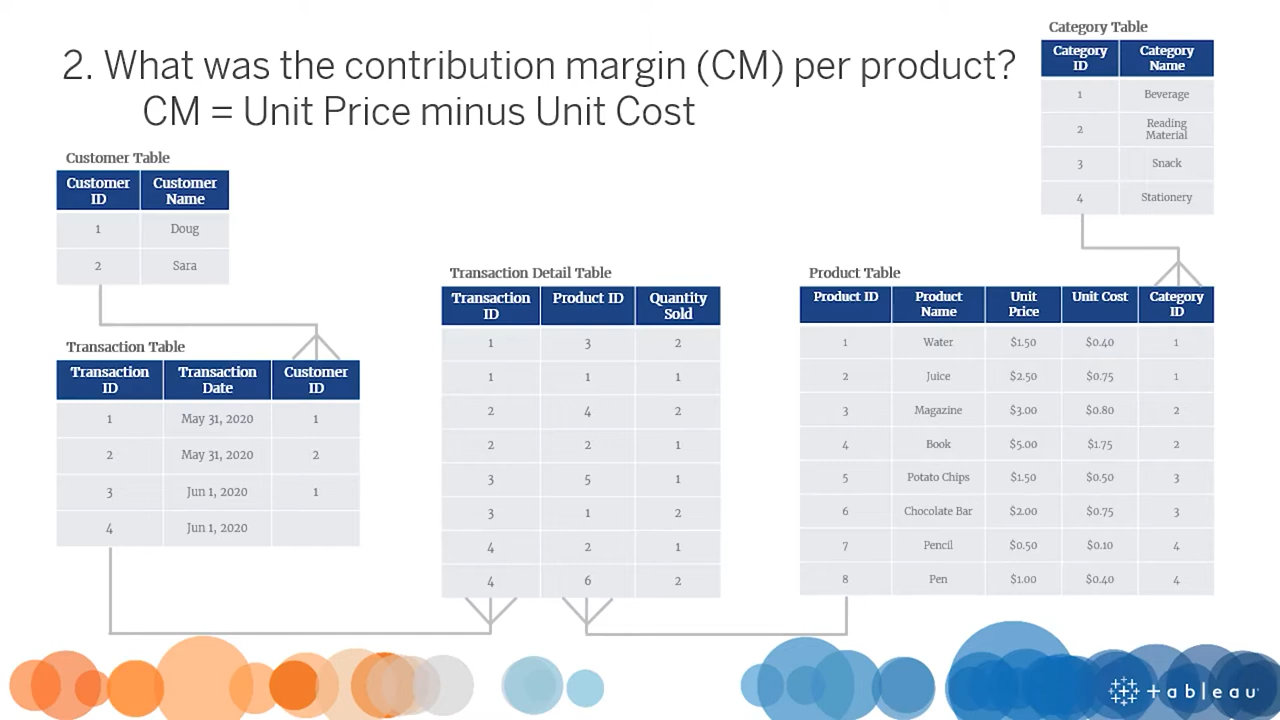 2. What was the contribution margin (CM) per product?
CM = Unit Price minus Unit Cost
Category Table
Category ID Category Name
1 Beverage
2 Reading Material
3 Snack
4 Stationery
Customer Table
Customer ID Customer Name
1 Doug
2 Sara
Transaction Table
Transaction ID Transaction Date Customer ID
1 May 31, 2020 1
2 May 31, 2020 2
3 Jun 1, 2020 1
4 Jun 1, 2020
Transaction Detail Table
Transaction ID Product ID Quantity Sold
1 3 2
1 1 1
2 4 2
2 2 1
3 5 1
3 1 2
4 2 1
4 6 2
Product Table
Product ID Product Name Unit Price Unit Cost Category ID
1 Water $1.50 $0.40 1
2 Juice $2.50 $0.75 1
3 Magazine $3.00 $0.80 2
4 Book $5.00 $1.75 2
5 Potato Chips $1.50 $0.50 3
6 Chocolate Bar $2.00 $0.75 3
7 Pencil $0.50 $0.10 4
8 Pen $1.00 $0.40 4
tableau